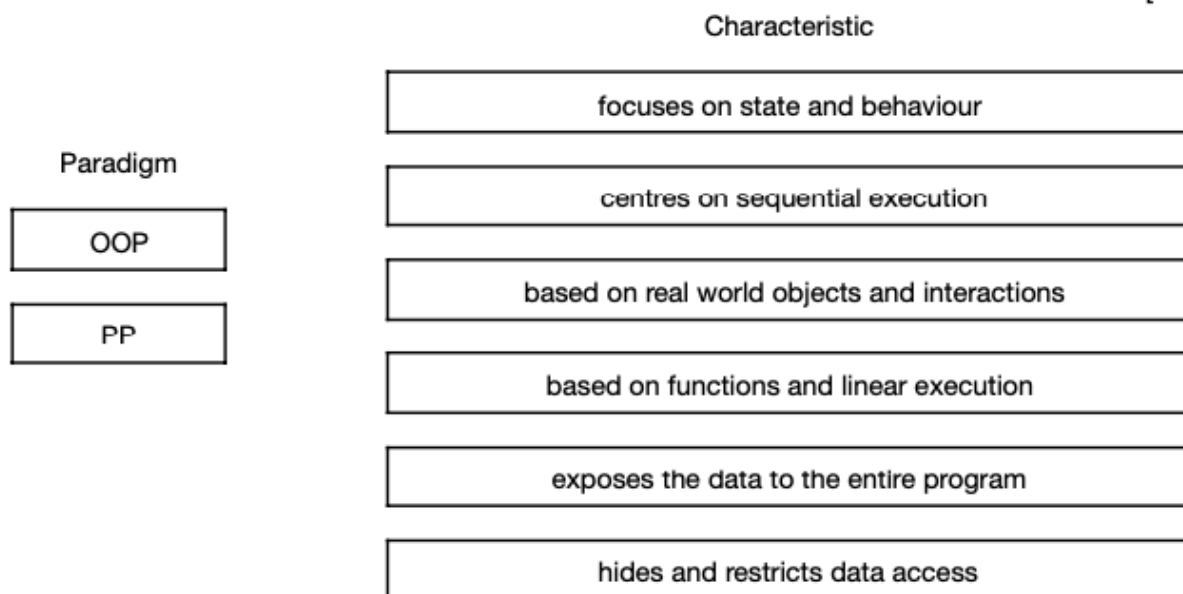 Characteristic
focuses on state and behaviour
Paradigm
centres on sequential execution
OOP
based on real world objects and interactions
PP
based on functions and linear execution
exposes the data to the entire program
hides and restricts data access